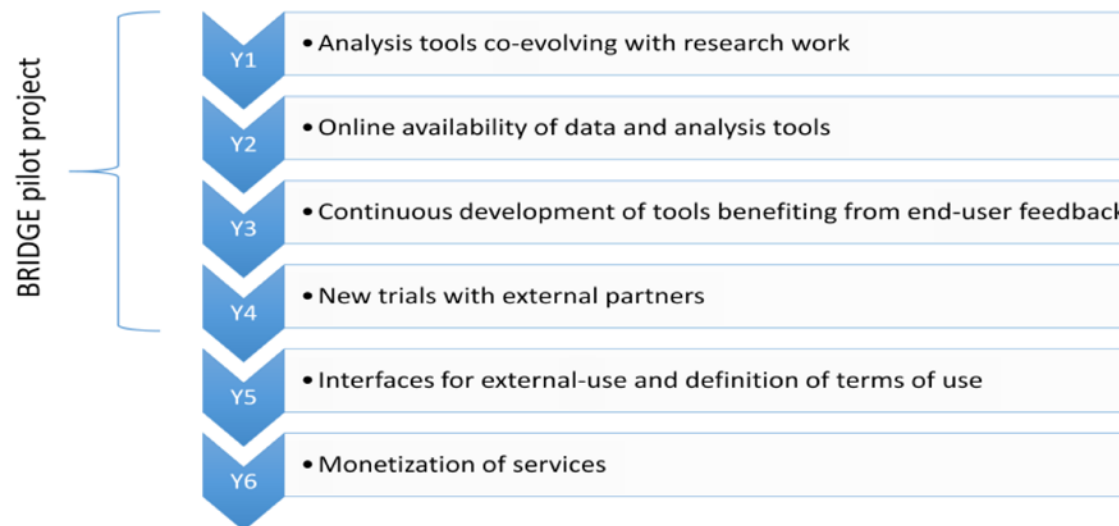 BRIDGE pilot project
Y1
• Analysis tools co-evolving with research work
Y2
• Online availability of data and analysis tools
Y3
• Continuous development of tools benefiting from end-user feedback
Y4
• New trials with external partners
Y5
• Interfaces for external-use and definition of terms of use
Y6
• Monetization of services